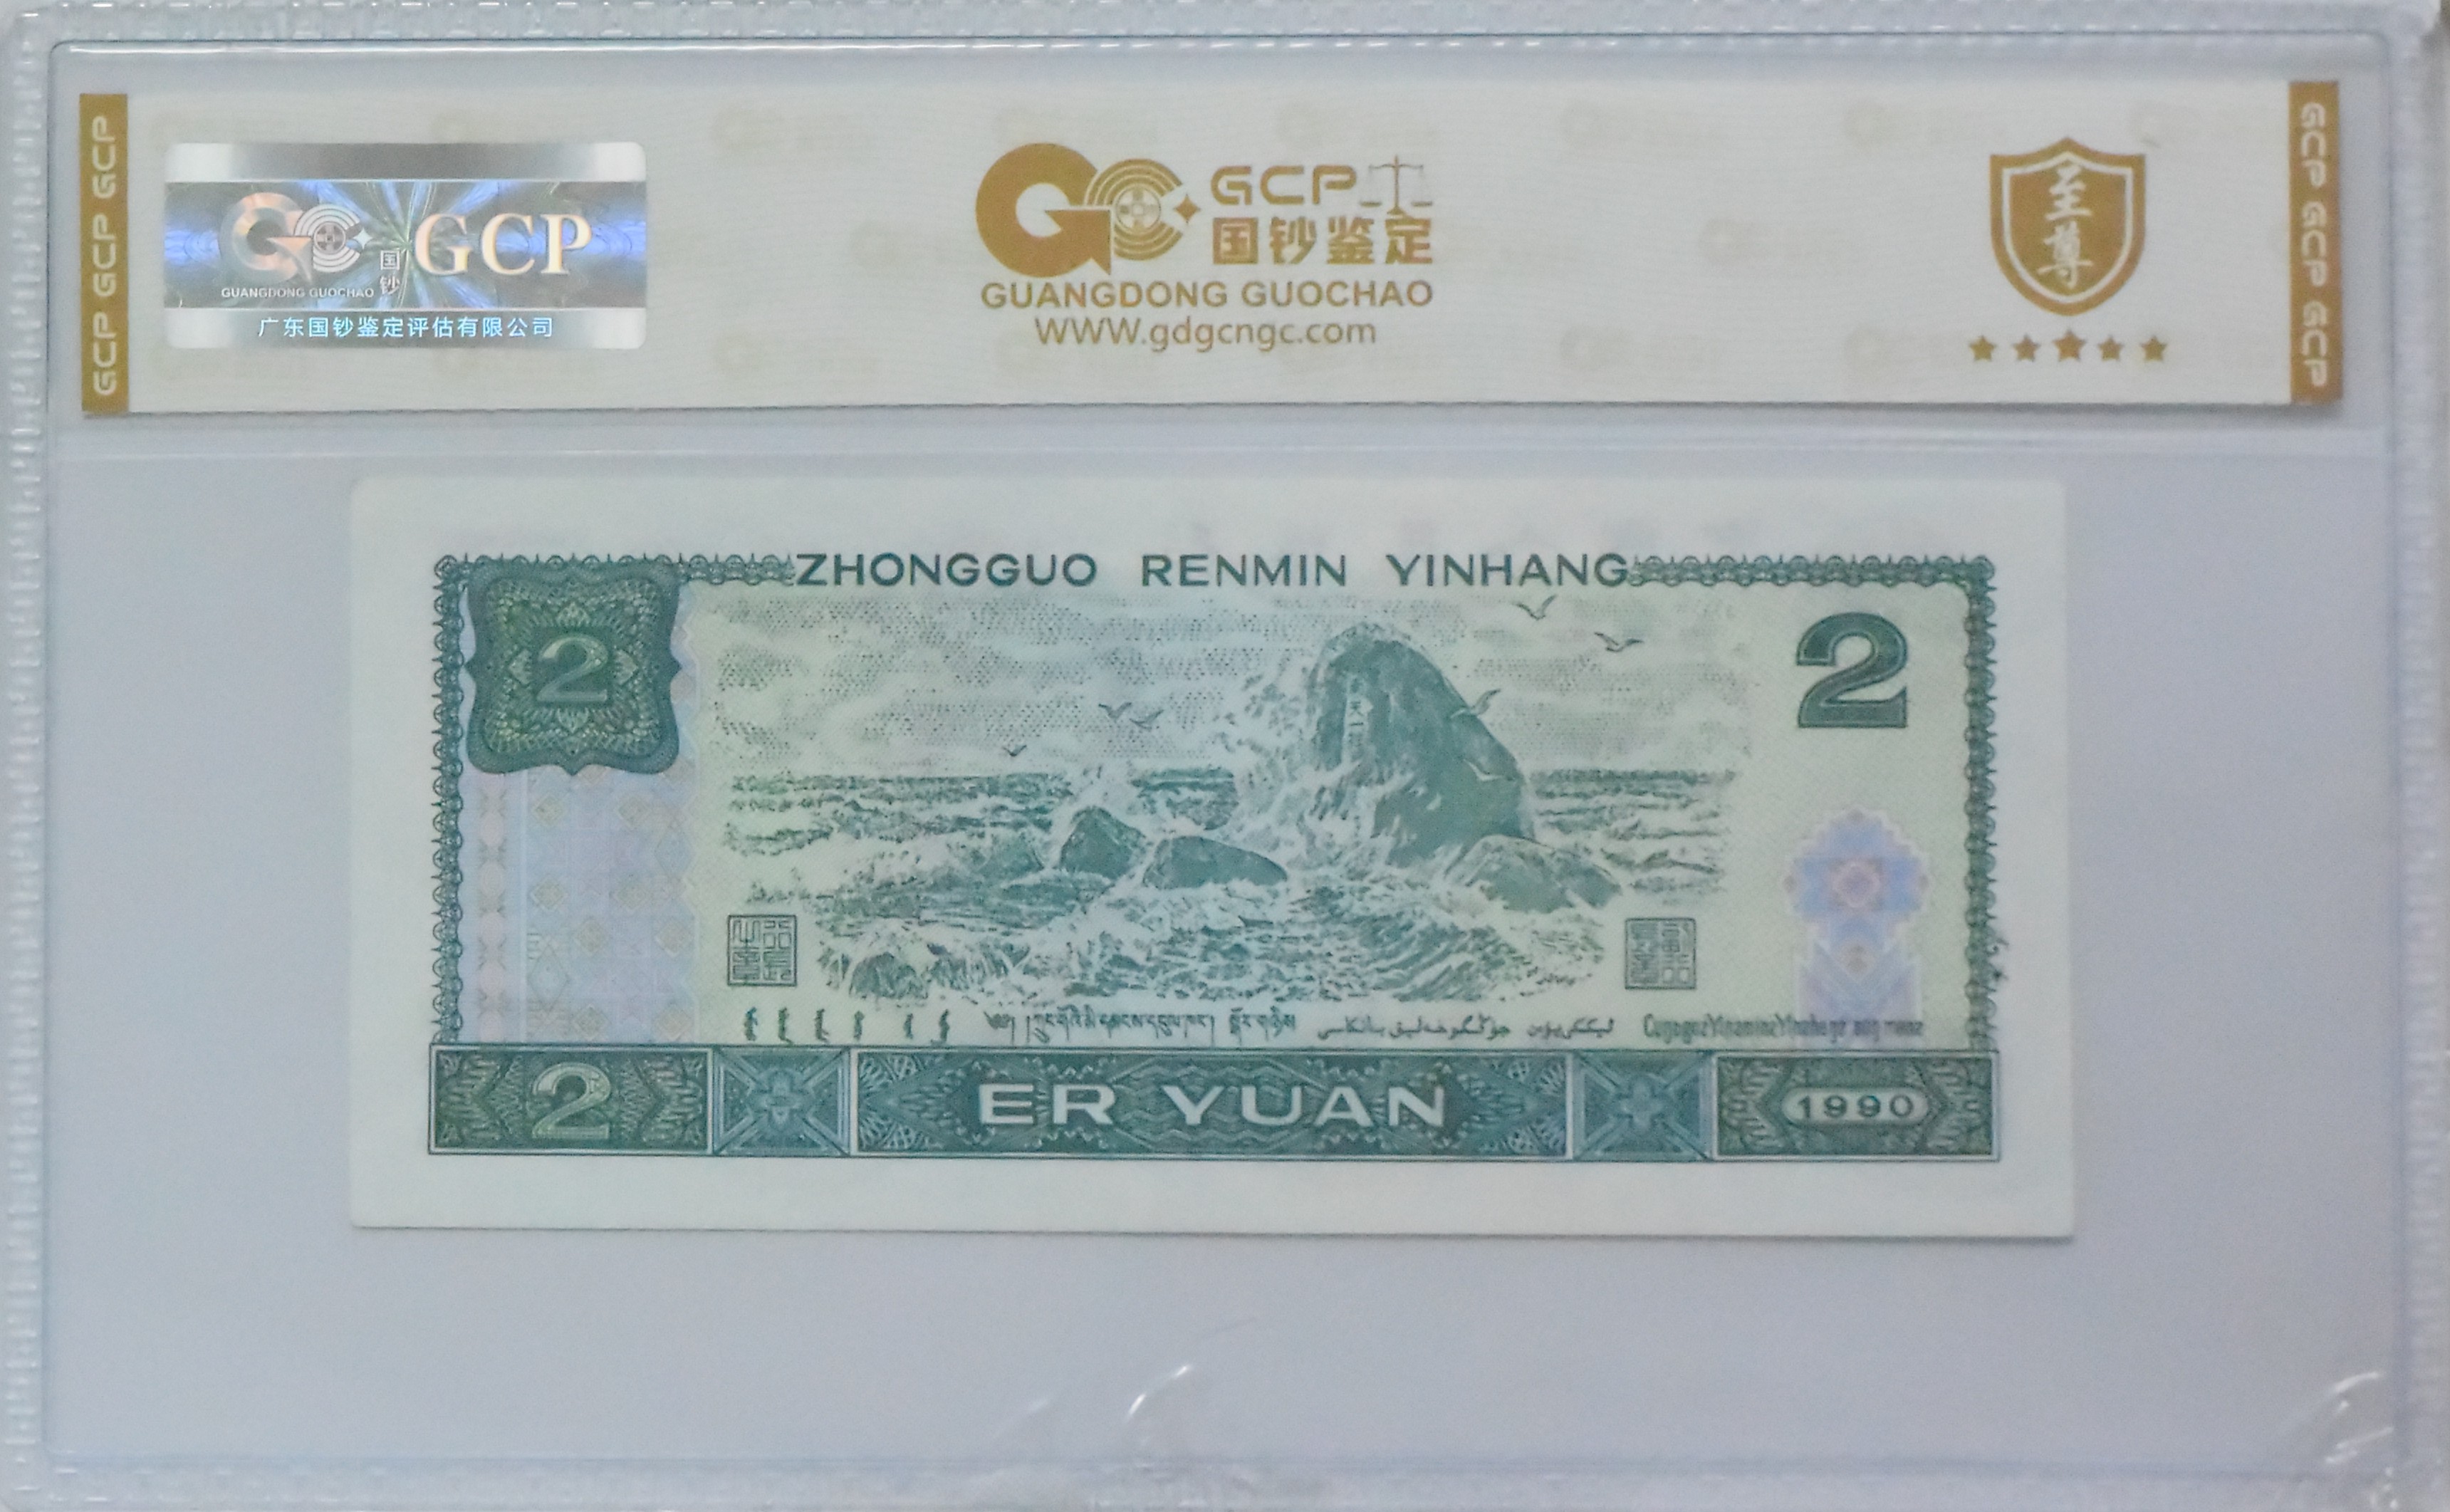 GCP GCP GCP
GUANGDONG GUOCHAO
国钞
GCP
广东国钞鉴定评估有限公司
GCP
国钞鉴定
GUANGDONG GUOCHAO
WWW.gdgcngc.com
至尊
GCP GCP GCP
ZHONGGUO RENMIN YINHANG
2
2
2
ER YUAN
1990